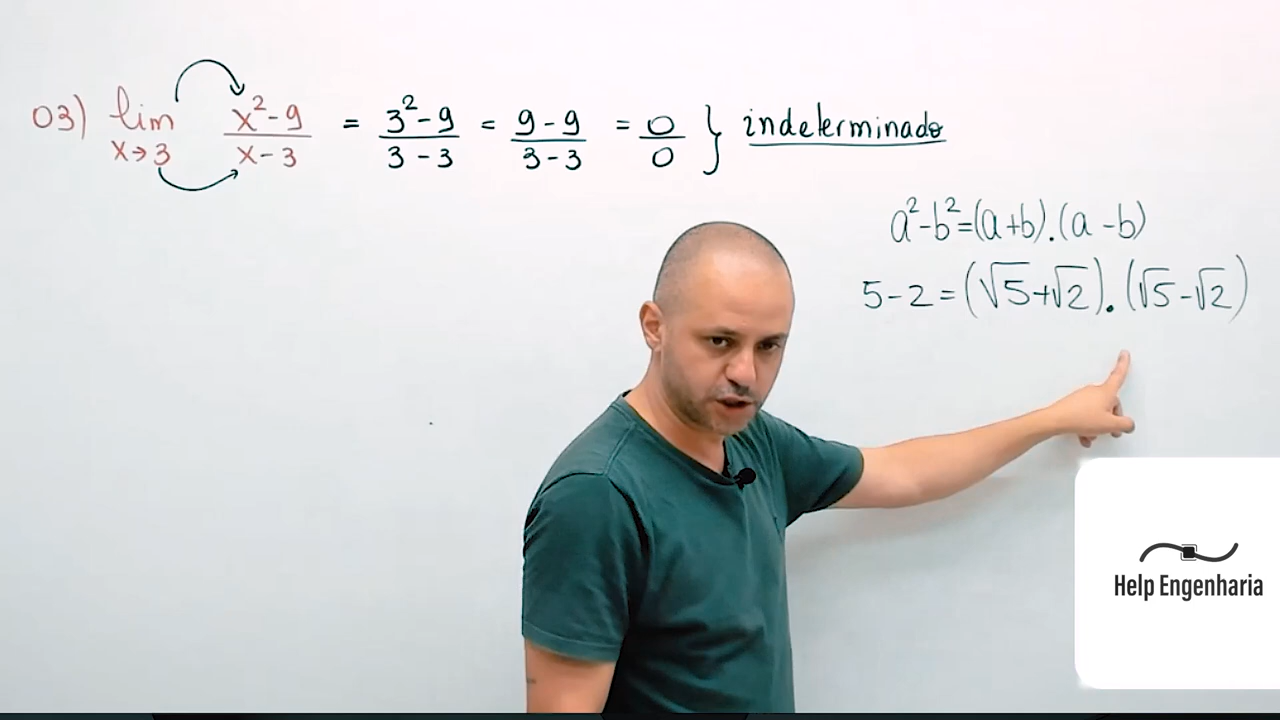 03) lim x→3 x²-9 / x-3 = 3²-9 / 3-3 = 9-9 / 3-3 = 0 / 0 } indeterminado
a²-b²=(a+b).(a-b)
5-2=(√5+√2).(√5-√2)
Help Engenharia